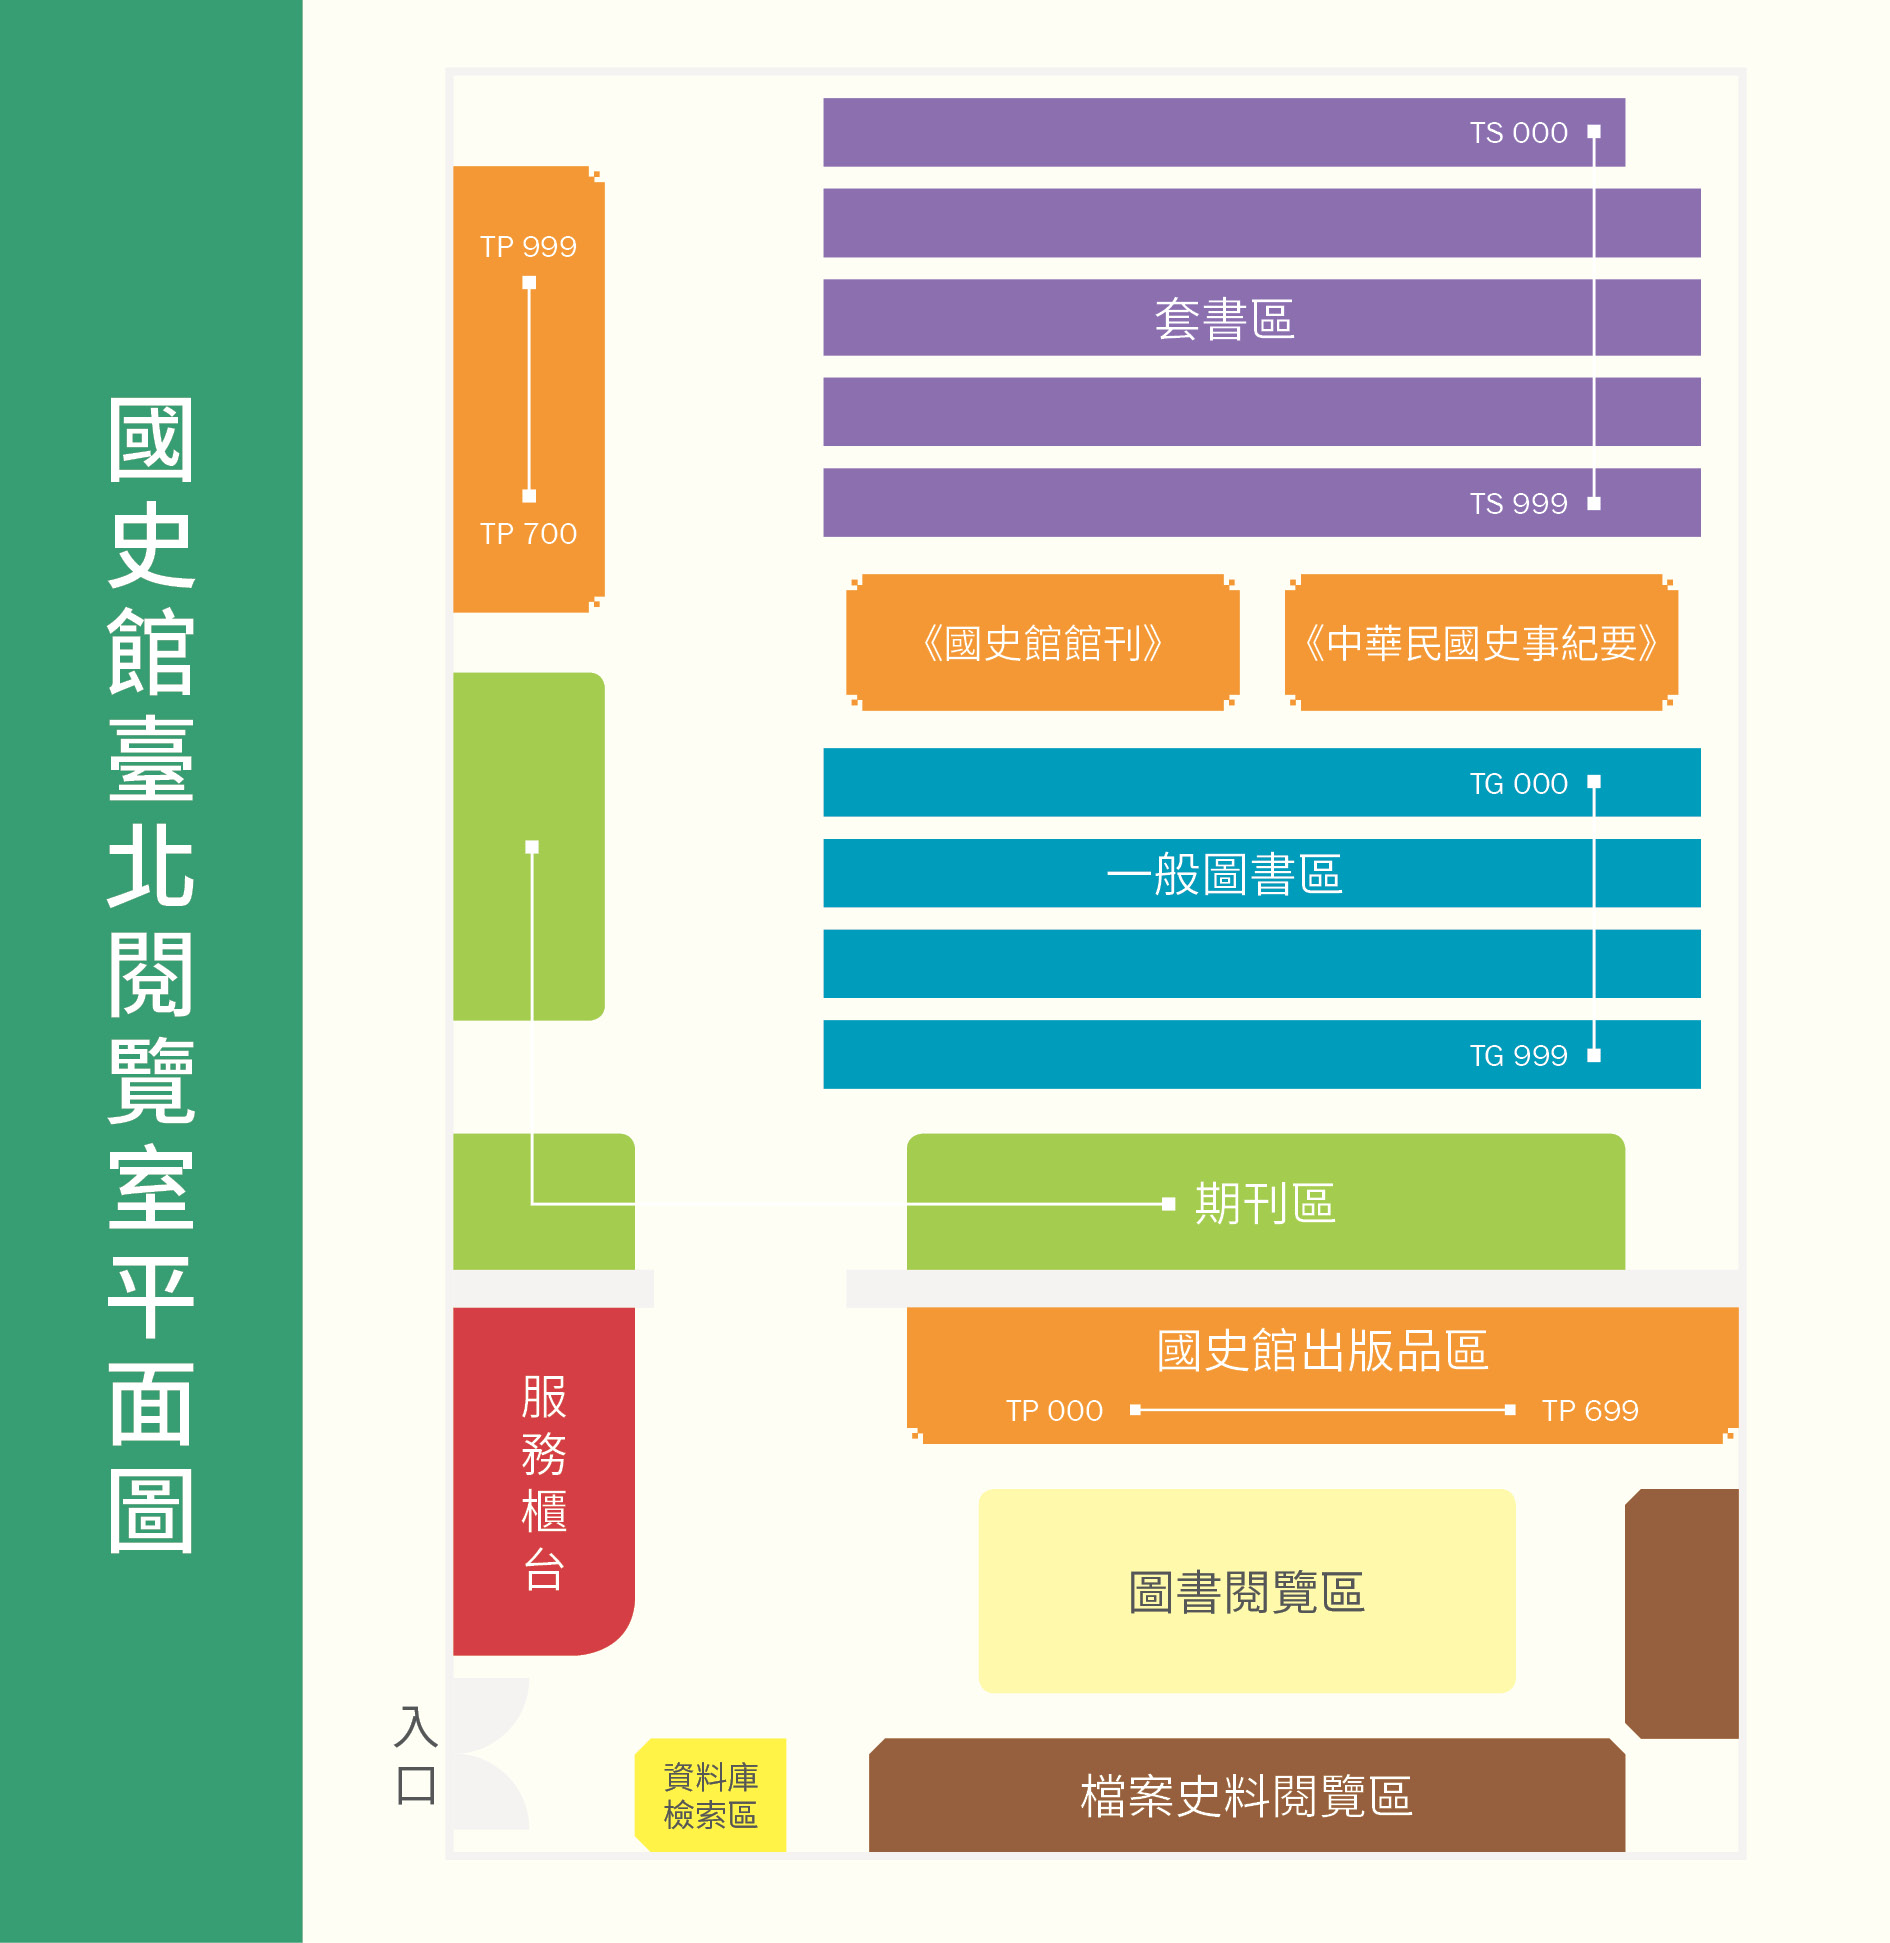 國史館臺北閱覽室平面圖
TS 000
TP 999
套書區
TS 999
TP 700
《國史館館刊》
《中華民國史事紀要》
TG 000
一般圖書區
TG 999
期刊區
國史館出版品區
TP 000
TP 699
服務櫃台
圖書閱覽區
入口
資料庫
檢索區
檔案史料閱覽區